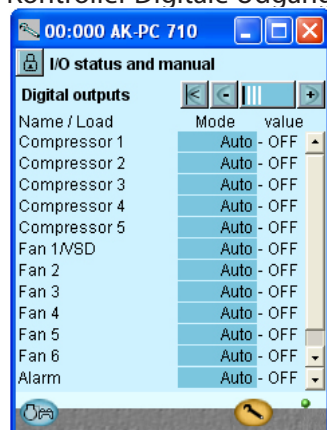 Kontroller Digitale Udgang
00:000 AK-PC 710
I/O status and manual
Digital outputs
Name / Load Mode value
Compressor 1 Auto - OFF
Compressor 2 Auto - OFF
Compressor 3 Auto - OFF
Compressor 4 Auto - OFF
Compressor 5 Auto - OFF
Fan 1/VSD Auto - OFF
Fan 2 Auto - OFF
Fan 3 Auto - OFF
Fan 4 Auto - OFF
Fan 5 Auto - OFF
Fan 6 Auto - OFF
Alarm Auto - OFF